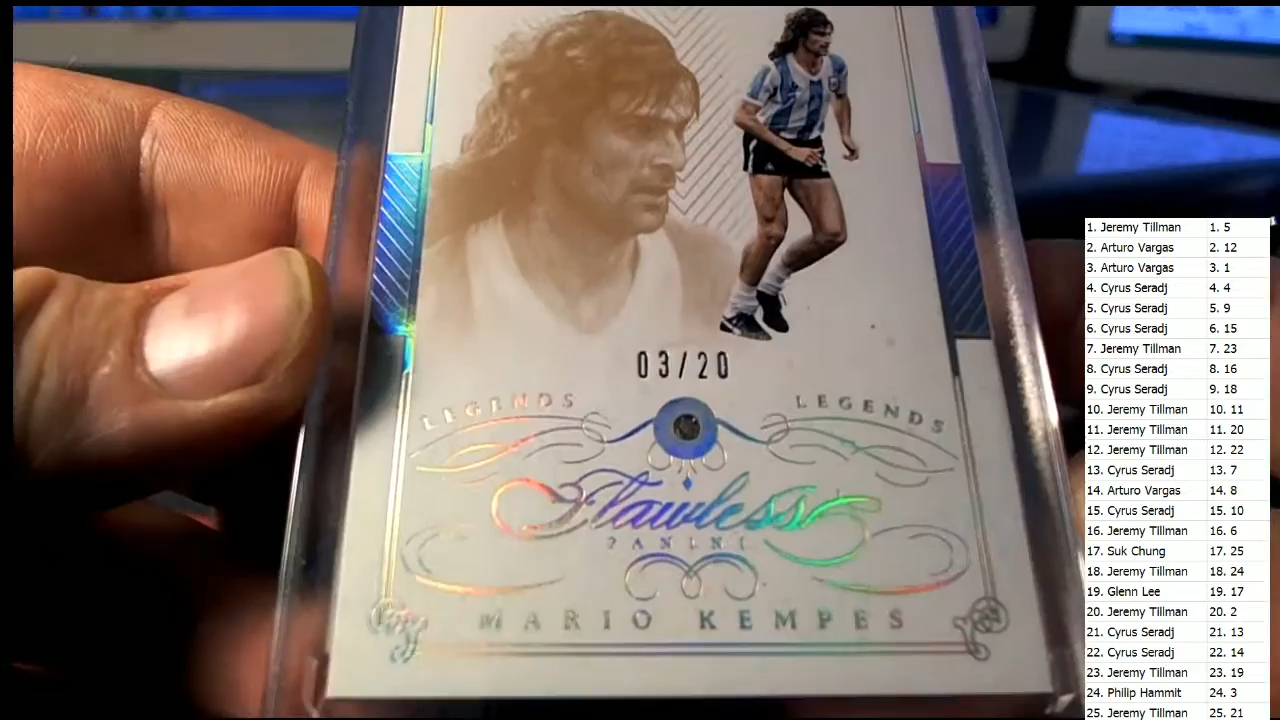 03/20
LEGENDS LEGENDS
Flawless
PANINI
MARIO KEMPES
1. Jeremy Tillman 1. 5
2. Arturo Vargas 2. 12
3. Arturo Vargas 3. 1
4. Cyrus Seradj 4. 4
5. Cyrus Seradj 5. 9
6. Cyrus Seradj 6. 15
7. Jeremy Tillman 7. 23
8. Cyrus Seradj 8. 16
9. Cyrus Seradj 9. 18
10. Jeremy Tillman 10. 11
11. Jeremy Tillman 11. 20
12. Jeremy Tillman 12. 22
13. Cyrus Seradj 13. 7
14. Arturo Vargas 14. 8
15. Cyrus Seradj 15. 10
16. Jeremy Tillman 16. 6
17. Suk Chung 17. 25
18. Jeremy Tillman 18. 24
19. Glenn Lee 19. 17
20. Jeremy Tillman 20. 2
21. Cyrus Seradj 21. 13
22. Cyrus Seradj 22. 14
23. Jeremy Tillman 23. 19
24. Philip Hammit 24. 3
25. Jeremy Tillman 25. 21